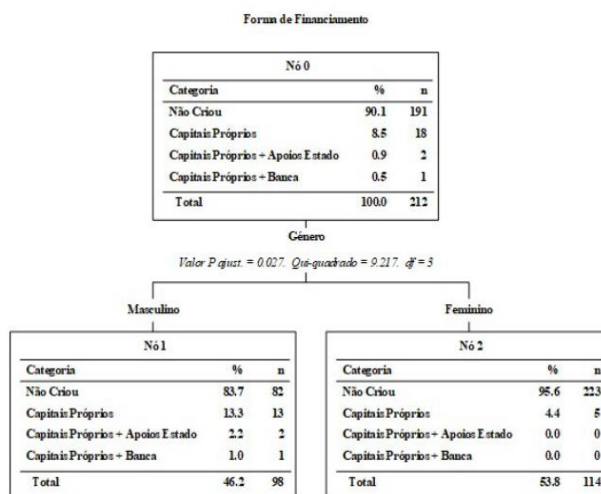 Forma de Financiamento
Nó 0
Categoria % n
Não Criou 90.1 191
Capitais Próprios 8.5 18
Capitais Próprios + Apoios Estado 0.9 2
Capitais Próprios + Banca 0.5 1
Total 100.0 212
Género
Valor P ajust. = 0.027. Qui-quadrado = 9.217. df = 3
Masculino Feminino
Nó 1
Categoria % n
Não Criou 83.7 82
Capitais Próprios 13.3 13
Capitais Próprios + Apoios Estado 2.2 2
Capitais Próprios + Banca 1.0 1
Total 46.2 98
Nó 2
Categoria % n
Não Criou 95.6 223
Capitais Próprios 4.4 5
Capitais Próprios + Apoios Estado 0.0 0
Capitais Próprios + Banca 0.0 0
Total 53.8 114